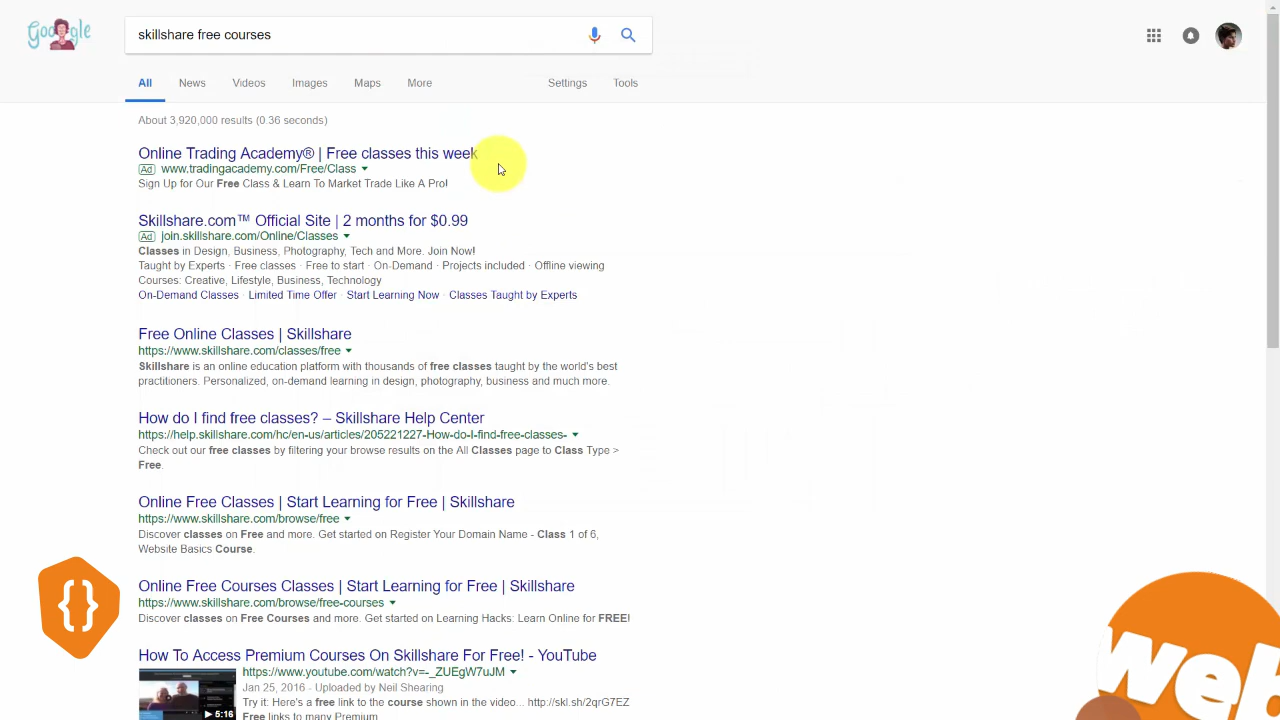 Google
skillshare free courses
All News Videos Images Maps More Settings Tools
About 3,920,000 results (0.36 seconds)
Online Trading Academy® | Free classes this week
Ad www.tradingacademy.com/Free/Class
Sign Up for Our Free Class & Learn To Market Trade Like A Pro!
Skillshare.com™ Official Site | 2 months for $0.99
Ad join.skillshare.com/Online/Classes
Classes in Design, Business, Photography, Tech and More. Join Now!
Taught by Experts · Free classes · Free to start · On-Demand · Projects included · Offline viewing
Courses: Creative, Lifestyle, Business, Technology
On-Demand Classes · Limited Time Offer · Start Learning Now · Classes Taught by Experts
Free Online Classes | Skillshare
https://www.skillshare.com/classes/free
Skillshare is an online education platform with thousands of free classes taught by the world's best
practitioners. Personalized, on-demand learning in design, photography, business and much more.
How do I find free classes? – Skillshare Help Center
https://help.skillshare.com/hc/en-us/articles/205221227-How-do-I-find-free-classes-
Check out our free classes by filtering your browse results on the All Classes page to Class Type >
Free.
Online Free Classes | Start Learning for Free | Skillshare
https://www.skillshare.com/browse/free
Discover classes on Free and more. Get started on Register Your Domain Name - Class 1 of 6,
Website Basics Course.
Online Free Courses Classes | Start Learning for Free | Skillshare
https://www.skillshare.com/browse/free-courses
Discover classes on Free Courses and more. Get started on Learning Hacks: Learn Online for FREE!
How To Access Premium Courses On Skillshare For Free! - YouTube
https://www.youtube.com/watch?v=-_ZUEgW7uJM
Jan 25, 2016 - Uploaded by Neil Shearing
Try it: Here's a free link to the course shown in the video... http://skl.sh/2qrG7EZ
5:16
Free links to many Premium
{}
Web